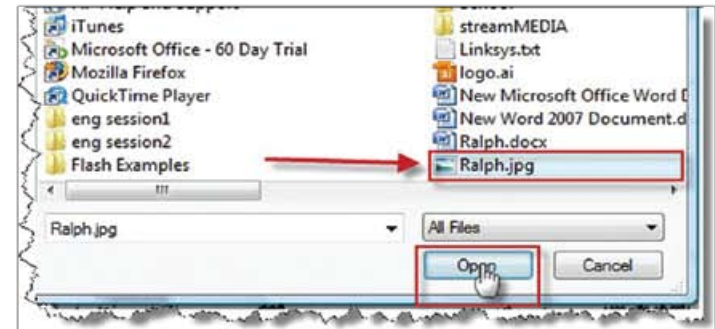 iTunes
Microsoft Office - 60 Day Trial
Mozilla Firefox
QuickTime Player
eng session1
eng session2
Flash Examples
streamMEDIA
Linksys.txt
logo.ai
New Microsoft Office Word
New Word 2007 Document.d
Ralph.docx
Ralph.jpg
Ralph.jpg
All Files
Open
Cancel